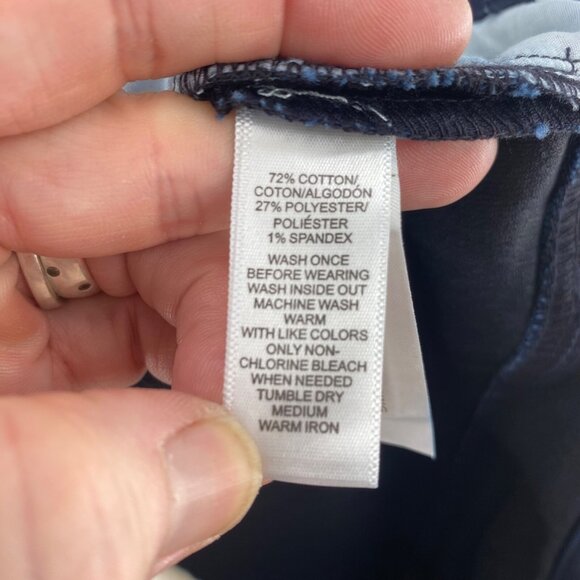 72% COTTON/
COTON/ALGODÓN
27% POLYESTER/
POLIÉSTER
1% SPANDEX
WASH ONCE
BEFORE WEARING
WASH INSIDE OUT
MACHINE WASH
WARM
WITH LIKE COLORS
ONLY NON-
CHLORINE BLEACH
WHEN NEEDED
TUMBLE DRY
MEDIUM
WARM IRON